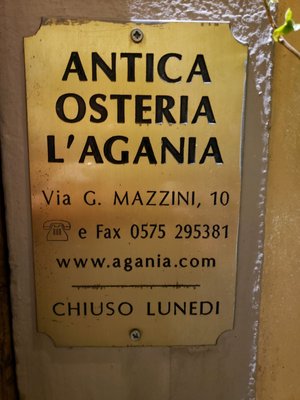 ANTICA
OSTERIA
L'AGANIA
Via G. MAZZINI, 10
e Fax 0575 295381
www.agania.com
CHIUSO LUNEDI